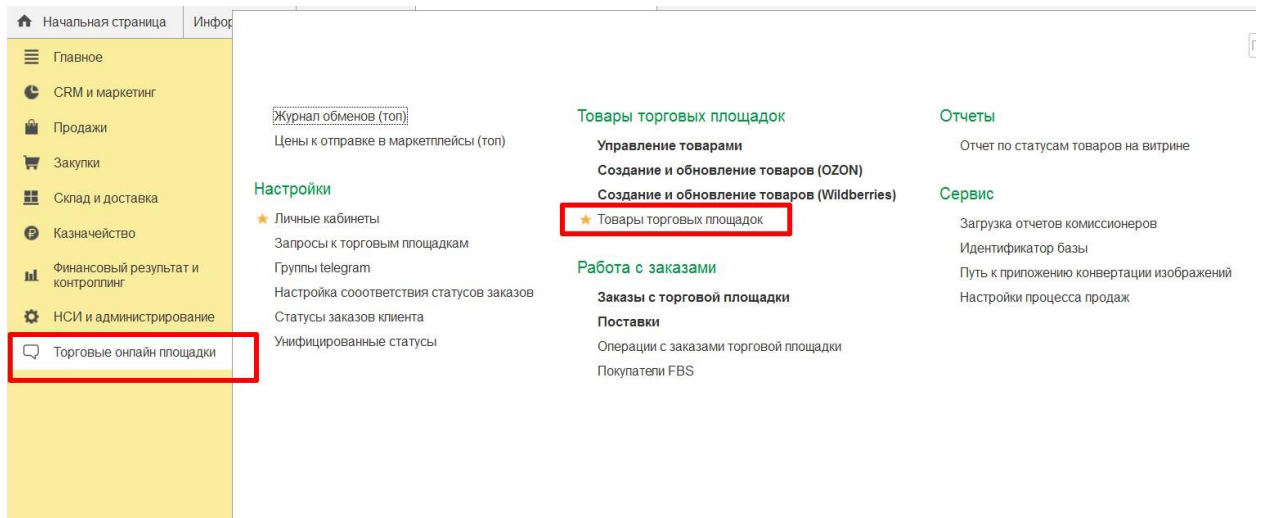 Начальная страница
Инфор
Главное
CRM и маркетинг
Продажи
Закупки
Склад и доставка
Казначейство
Финансовый результат и
контроллинг
НСИ и администрирование
Торговые онлайн площадки
Журнал обменов (топ)
Цены к отправке в маркетплейсы (топ)
Настройки
Личные кабинеты
Запросы к торговым площадкам
Группы telegram
Настройка сооответствия статусов заказов
Статусы заказов клиента
Унифицированные статусы
Товары торговых площадок
Управление товарами
Создание и обновление товаров (OZON)
Создание и обновление товаров (Wildberries)
Товары торговых площадок
Работа с заказами
Заказы с торговой площадки
Поставки
Операции с заказами торговой площадки
Покупатели FBS
Отчеты
Отчет по статусам товаров на витрине
Сервис
Загрузка отчетов комиссионеров
Идентификатор базы
Путь к приложению конвертации изображений
Настройки процесса продаж